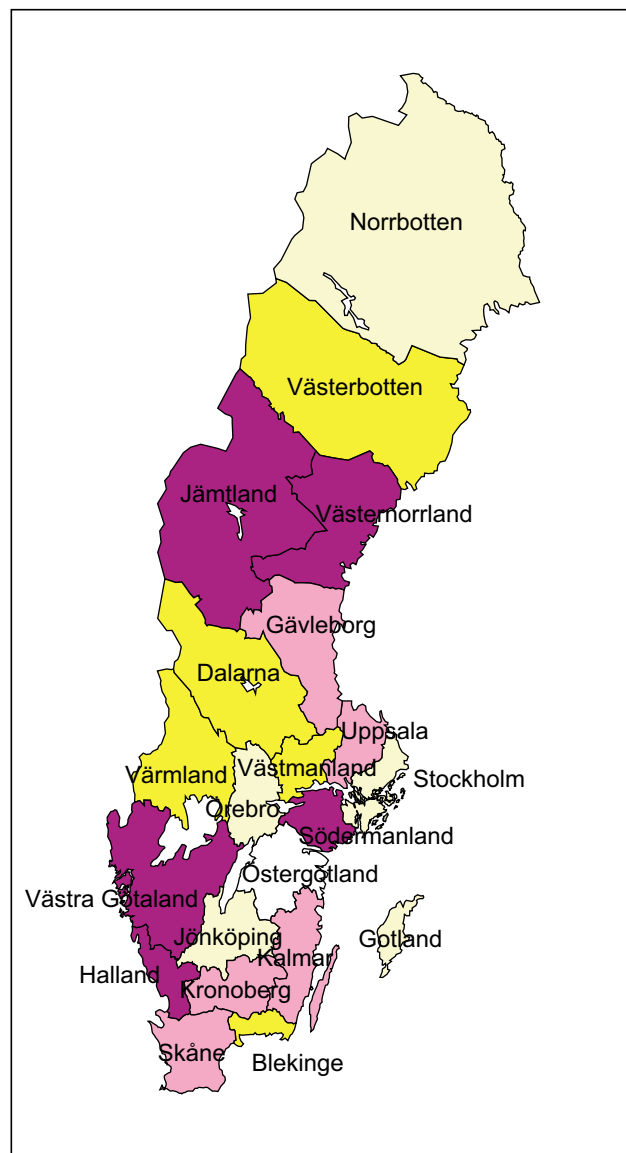 Norrbotten
Västerbotten
Jämtland
Västernorrland
Gävleborg
Dalarna
Uppsala
Värmland
Västmanland
Stockholm
Örebro
Södermanland
Östergötland
Västra Götaland
Jönköping
Gotland
Kalmar
Halland
Kronoberg
Skåne
Blekinge